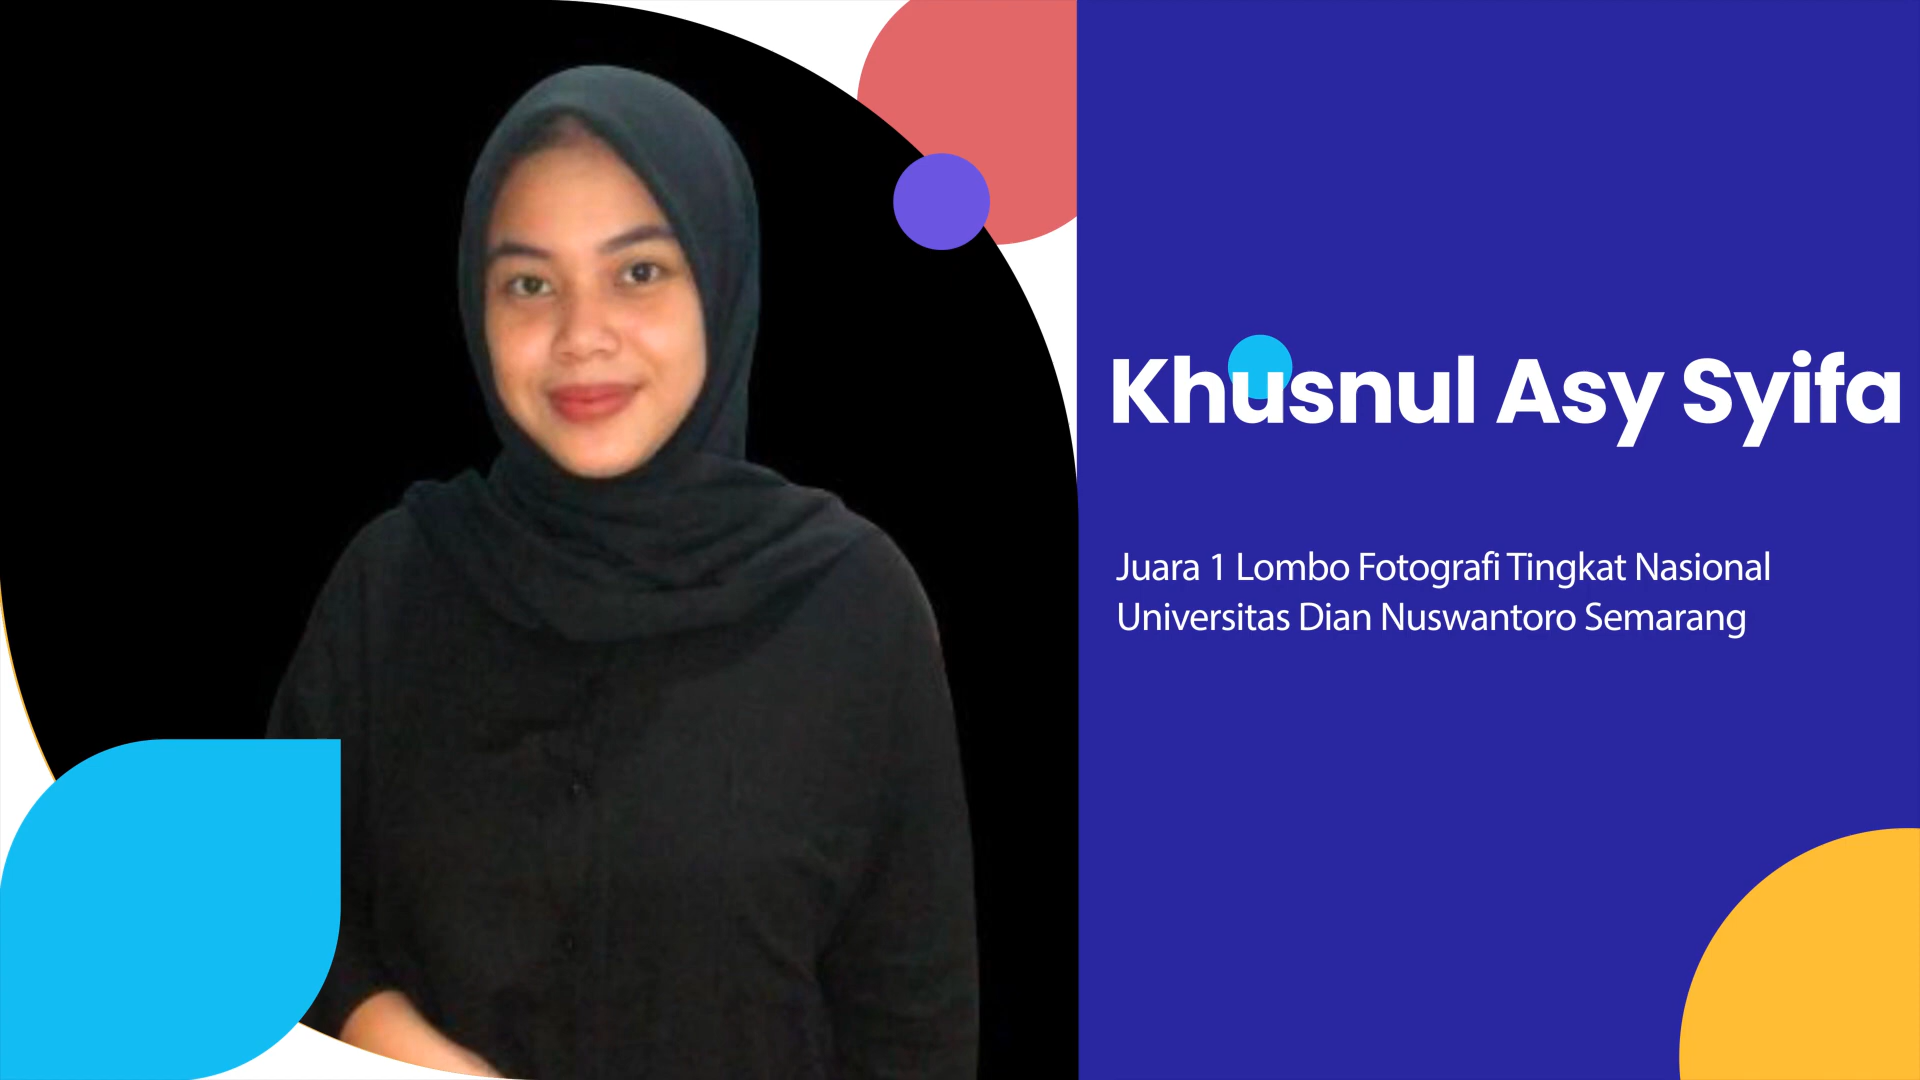 Khusnul Asy Syifa
Juara 1 Lombo Fotografi Tingkat Nasional
Universitas Dian Nuswantoro Semarang